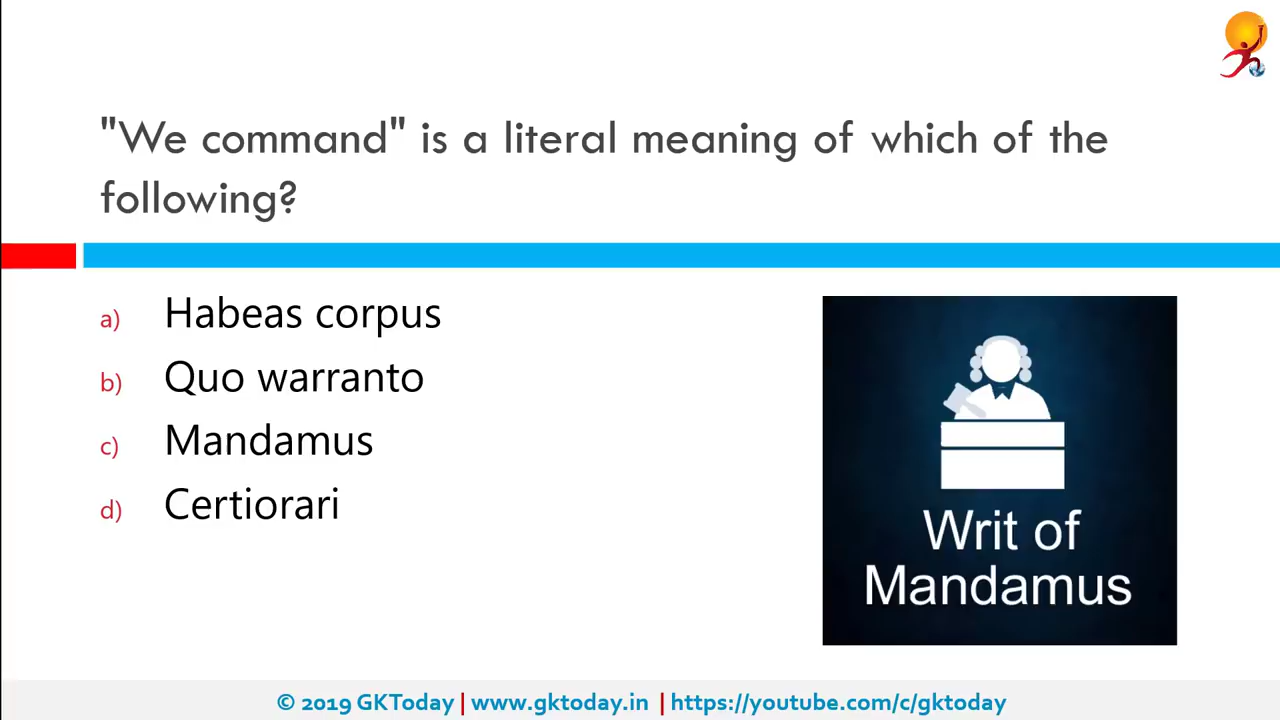 "We command" is a literal meaning of which of the
following?
a) Habeas corpus
b) Quo warranto
c) Mandamus
d) Certiorari
Writ of
Mandamus
© 2019 GKToday | www.gktoday.in | https://youtube.com/c/gktoday